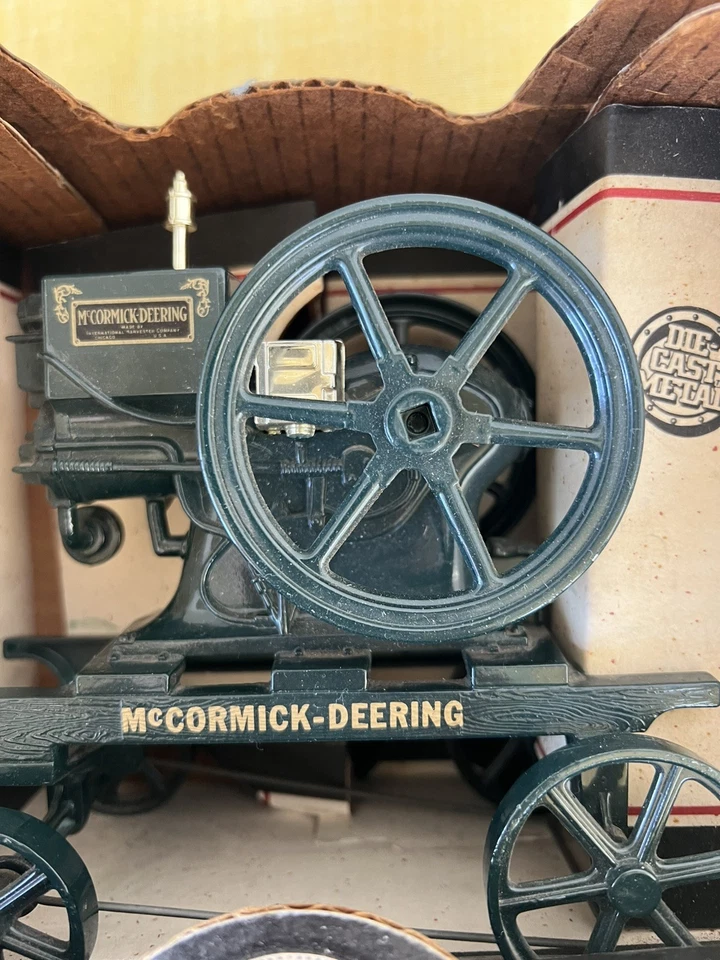 McCORMICK-DEERING
MADE BY
INTERNATIONAL HARVESTER COMPANY
CHICAGO U.S.A.
DIE-
CAST
METAL
McCORMICK-DEERING